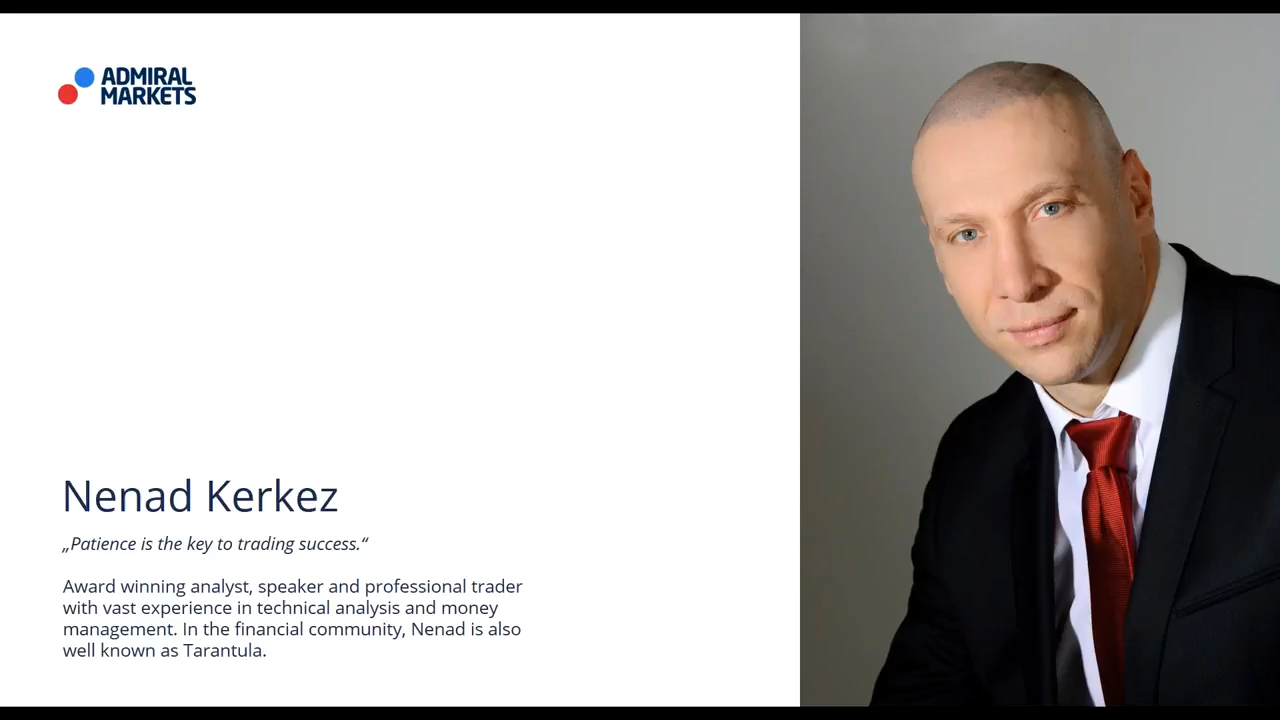 ADMIRAL
MARKETS
Nenad Kerkez
„Patience is the key to trading success.“
Award winning analyst, speaker and professional trader
with vast experience in technical analysis and money
management. In the financial community, Nenad is also
well known as Tarantula.